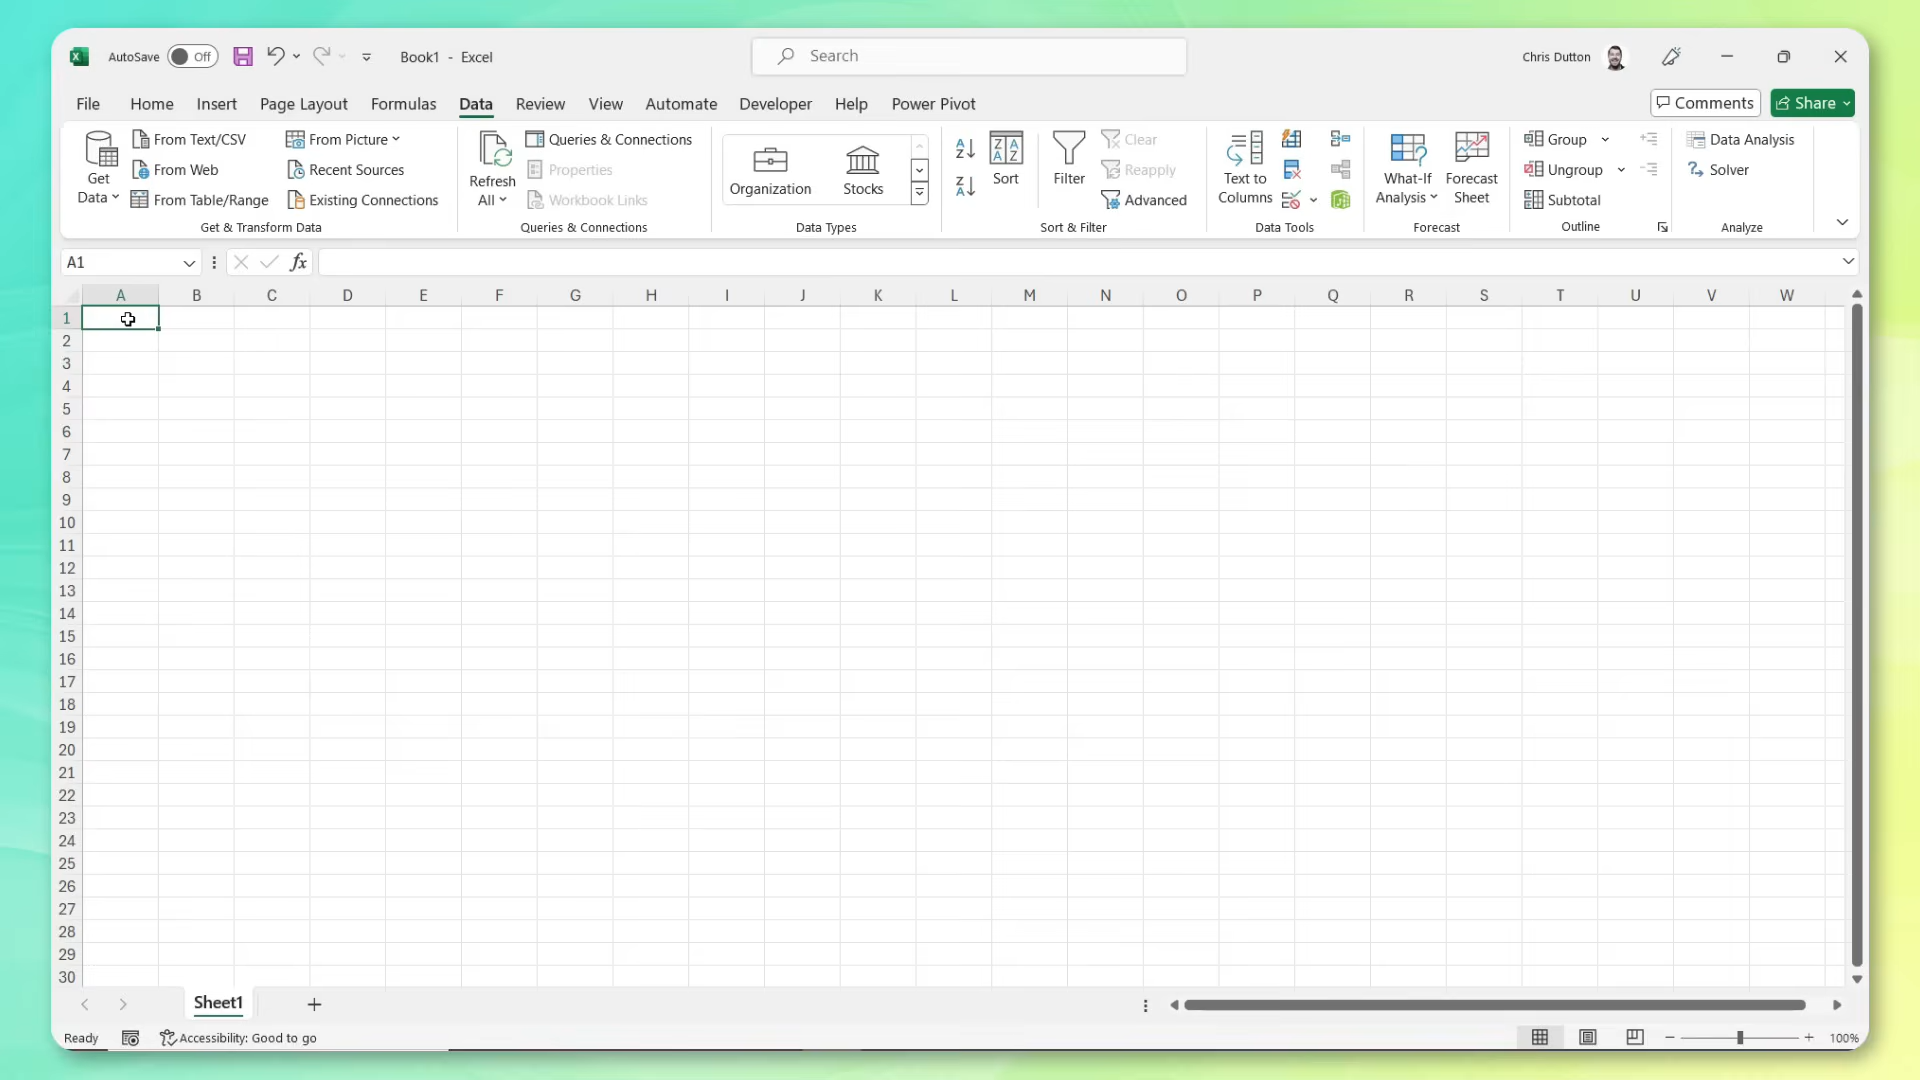 AutoSave Off Book1 - Excel Search Chris Dutton
File Home Insert Page Layout Formulas Data Review View Automate Developer Help Power Pivot Comments Share
Get Data
From Text/CSV
From Web
From Table/Range
From Picture
Recent Sources
Existing Connections
Get & Transform Data
Refresh All
Queries & Connections
Properties
Workbook Links
Queries & Connections
Organization Stocks
Data Types
Sort
Filter
Clear
Reapply
Advanced
Sort & Filter
Text to
Columns
Data Tools
What-If
Analysis
Forecast
Sheet
Forecast
Group
Ungroup
Subtotal
Outline
Data Analysis
Solver
Analyze
A1 fx
A B C D E F G H I J K L M N O P Q R S T U V W
1
2
3
4
5
6
7
8
9
10
11
12
13
14
15
16
17
18
19
20
21
22
23
24
25
26
27
28
29
30
Sheet1
Ready Accessibility: Good to go 100%